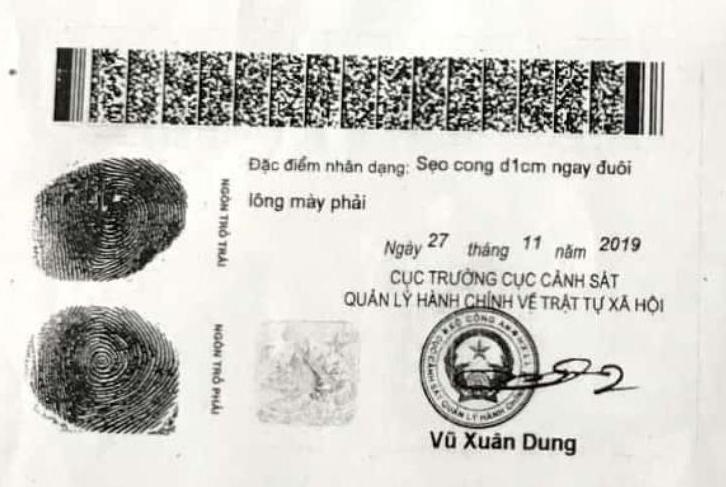 Đặc điểm nhân dạng: Sẹo cong d1cm ngay đuôi
lông mày phải
NGÓN TRỎ TRÁI
Ngày 27 tháng 11 năm 2019
CỤC TRƯỞNG CỤC CẢNH SÁT
QUẢN LÝ HÀNH CHÍNH VỀ TRẬT TỰ XÃ HỘI
NGÓN TRỎ PHẢI
BỘ CÔNG AN
CỤC CẢNH SÁT QUẢN LÝ HÀNH CHÍNH
Vũ Xuân Dung